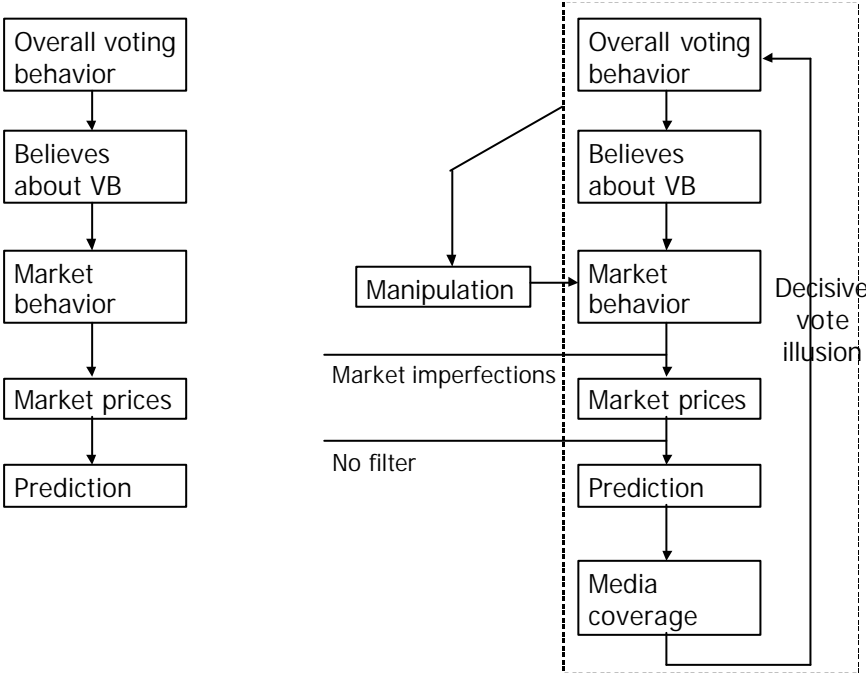 Overall voting
behavior
Believes
about VB
Market
behavior
Market prices
Prediction
Overall voting
behavior
Believes
about VB
Manipulation
Market
behavior
Decisive
vote
illusion
Market imperfections
Market prices
No filter
Prediction
Media
coverage